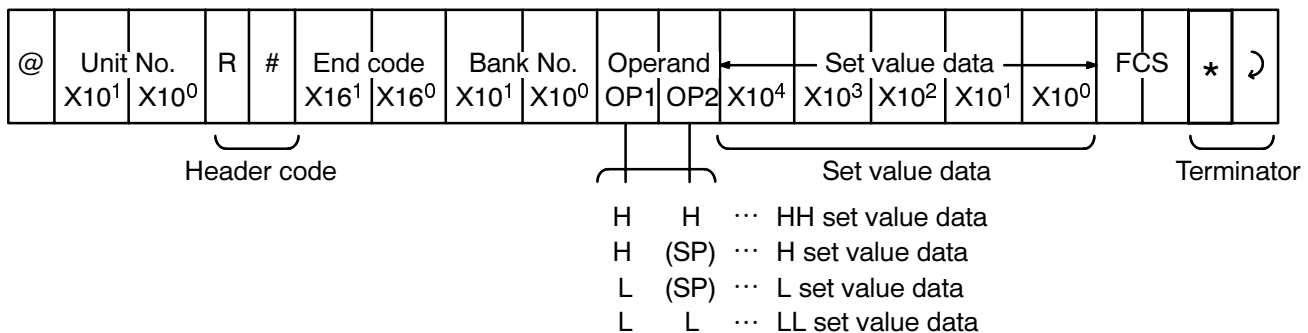 @ Unit No. R # End code Bank No. Operand Set value data FCS * ⤸
X10¹ X10⁰ X16¹ X16⁰ X10¹ X10⁰ OP1 OP2 X10⁴ X10³ X10² X10¹ X10⁰
Header code Set value data Terminator
H H ··· HH set value data
H (SP) ··· H set value data
L (SP) ··· L set value data
L L ··· LL set value data